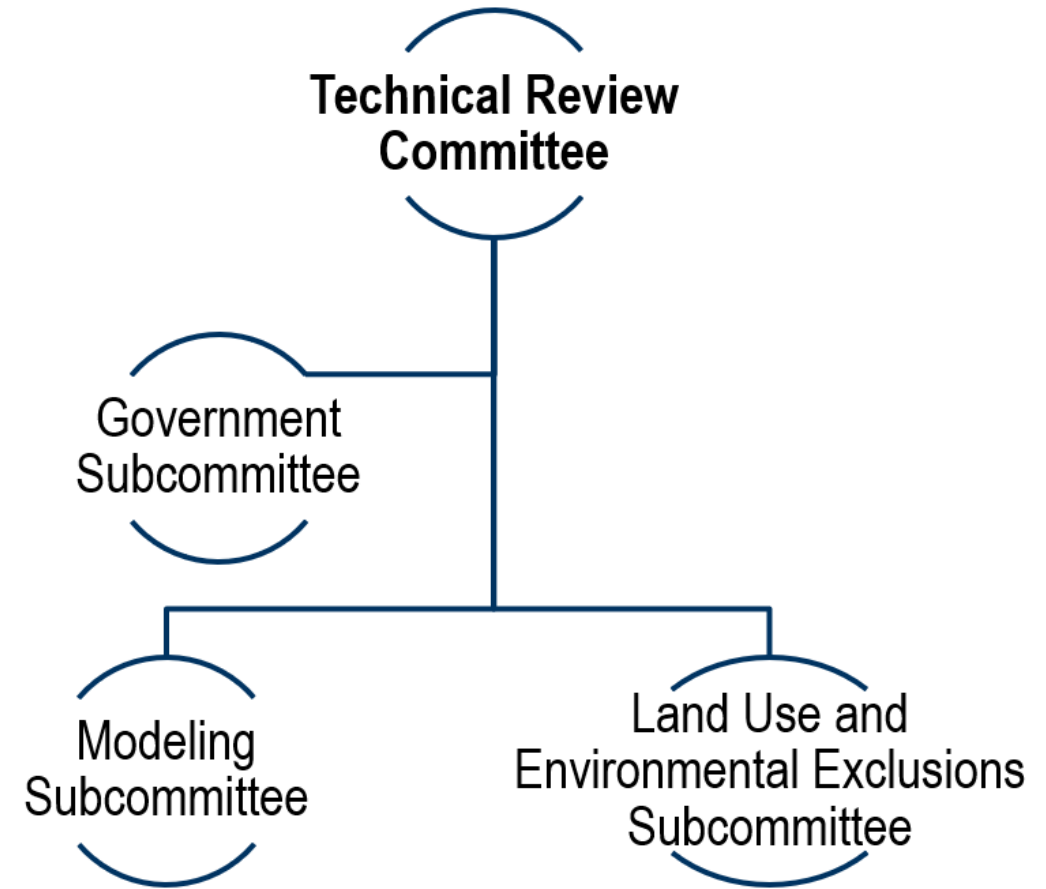 Technical Review
Committee
Government
Subcommittee
Modeling
Subcommittee
Land Use and
Environmental Exclusions
Subcommittee